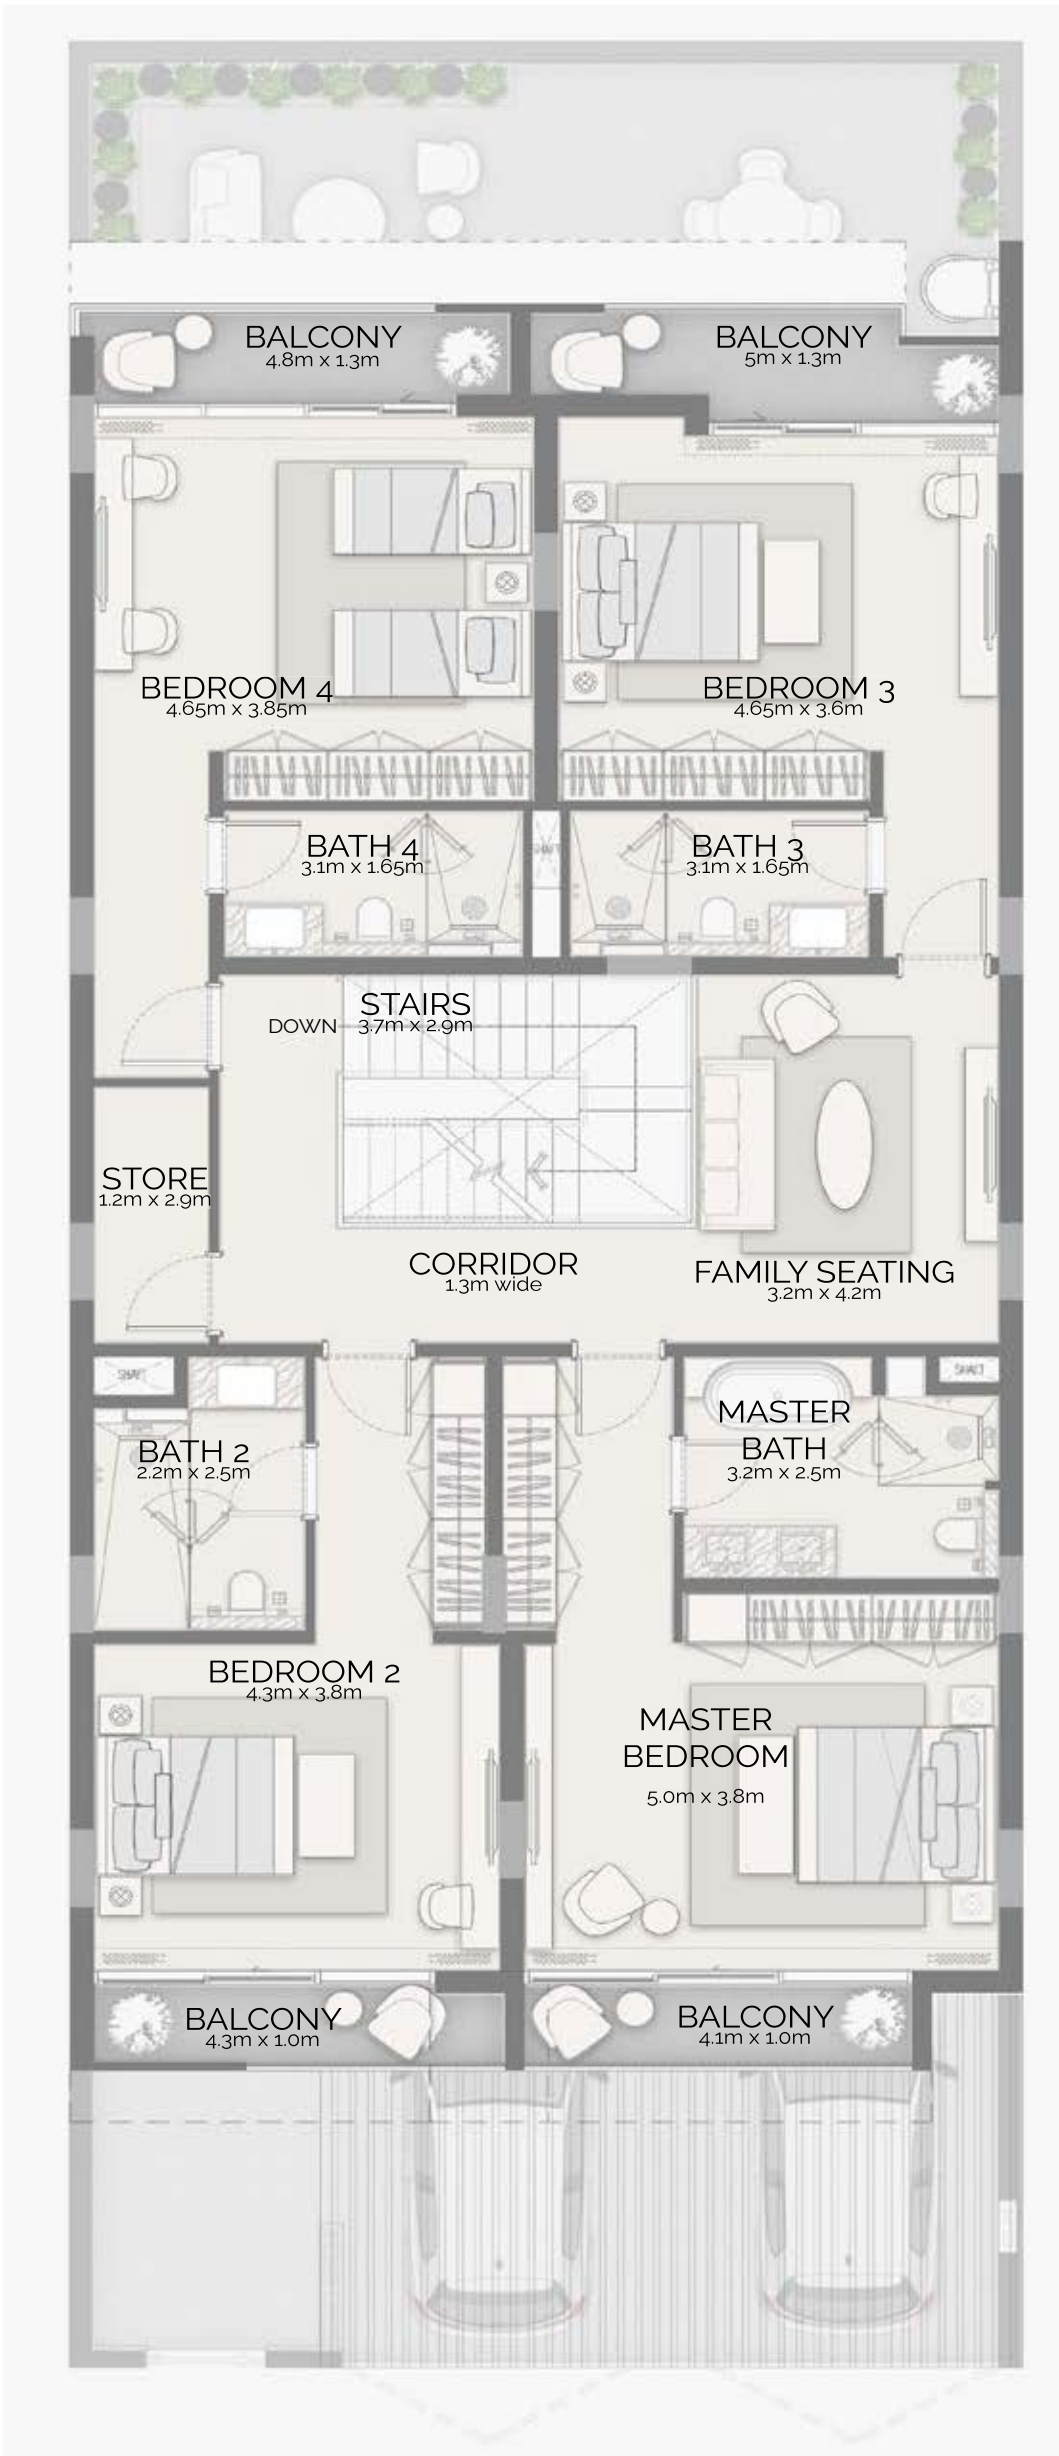 BALCONY
4.8m x 1.3m
BALCONY
5m x 1.3m
BEDROOM 4
4.65m x 3.85m
BEDROOM 3
4.65m x 3.6m
BATH 4
3.1m x 1.65m
SHAFT
BATH 3
3.1m x 1.65m
STAIRS
3.7m x 2.9m
DOWN
STORE
1.2m x 2.9m
CORRIDOR
1.3m wide
FAMILY SEATING
3.2m x 4.2m
SHAFT
SHAFT
BATH 2
2.2m x 2.5m
MASTER
BATH
3.2m x 2.5m
BEDROOM 2
4.3m x 3.8m
MASTER
BEDROOM
5.0m x 3.8m
BALCONY
4.3m x 1.0m
BALCONY
4.1m x 1.0m